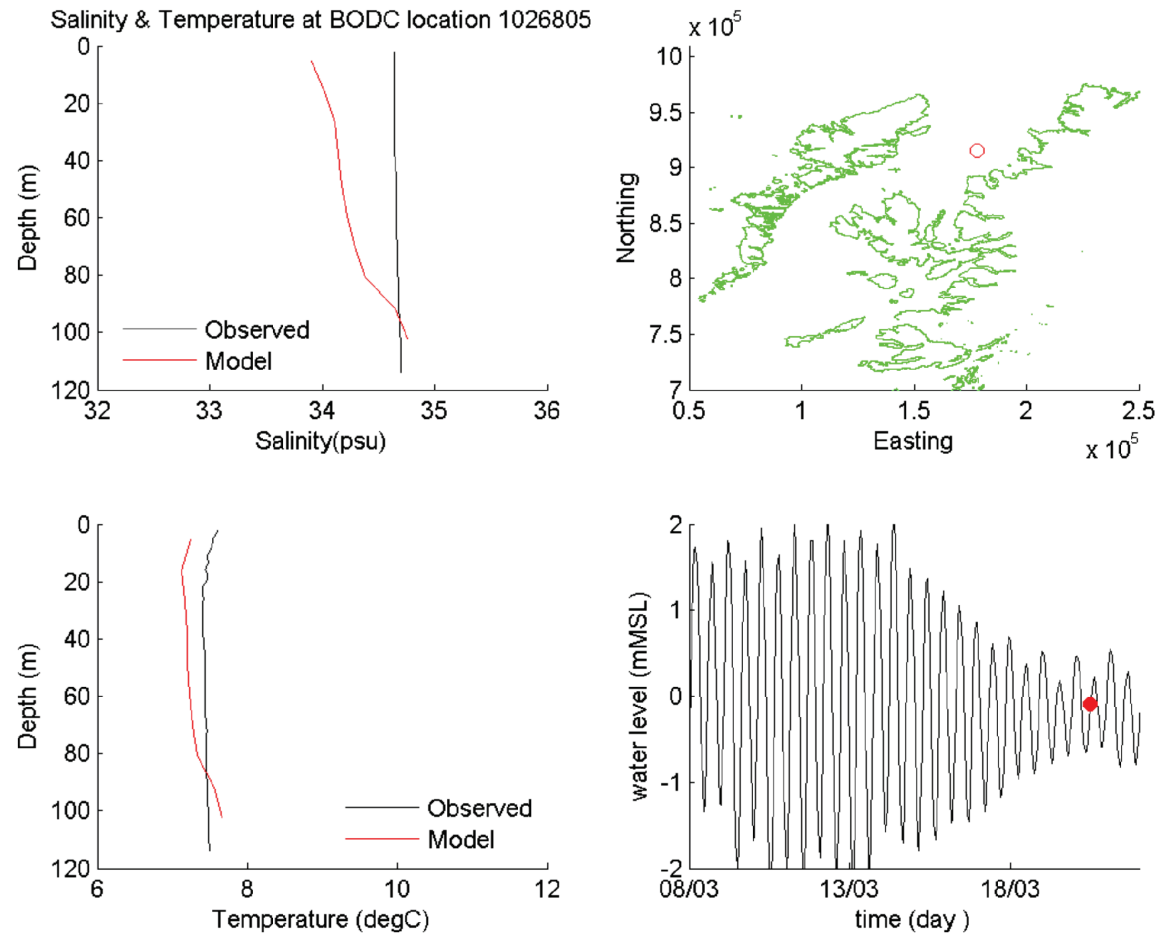 Salinity & Temperature at BODC location 1026805
0
20
40
60
80
100
120
Depth (m)
Observed
Model
32
33
34
35
36
Salinity(psu)
x 10^5
10
9.5
9
8.5
8
7.5
7
Northing
0.5
1
1.5
2
2.5
Easting
x 10^5
0
20
40
60
80
100
120
Depth (m)
Observed
Model
6
8
10
12
Temperature (degC)
2
1
0
-1
-2
water level (mMSL)
08/03
13/03
18/03
time (day )